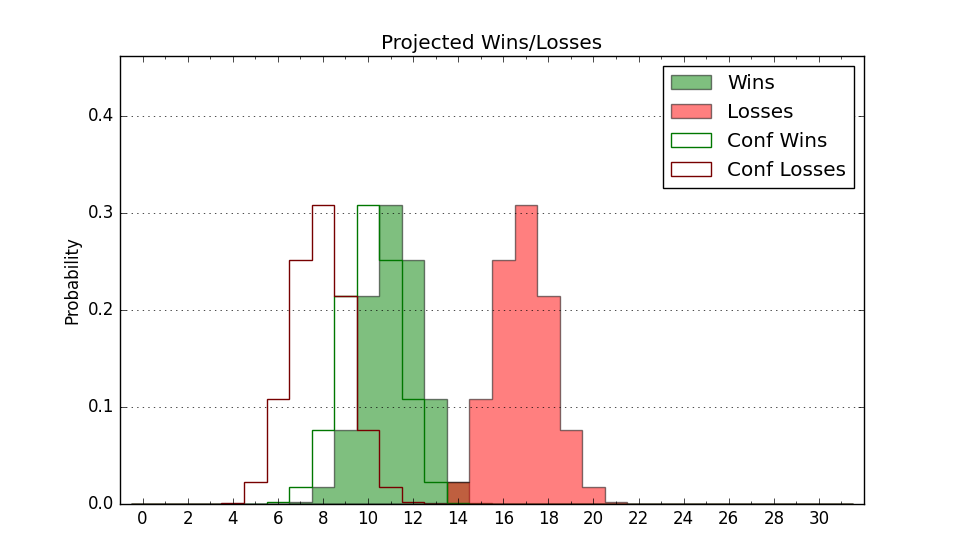 Projected Wins/Losses
Wins
Losses
Conf Wins
Conf Losses
Probability
0.4
0.3
0.2
0.1
0.0
0 2 4 6 8 10 12 14 16 18 20 22 24 26 28 30